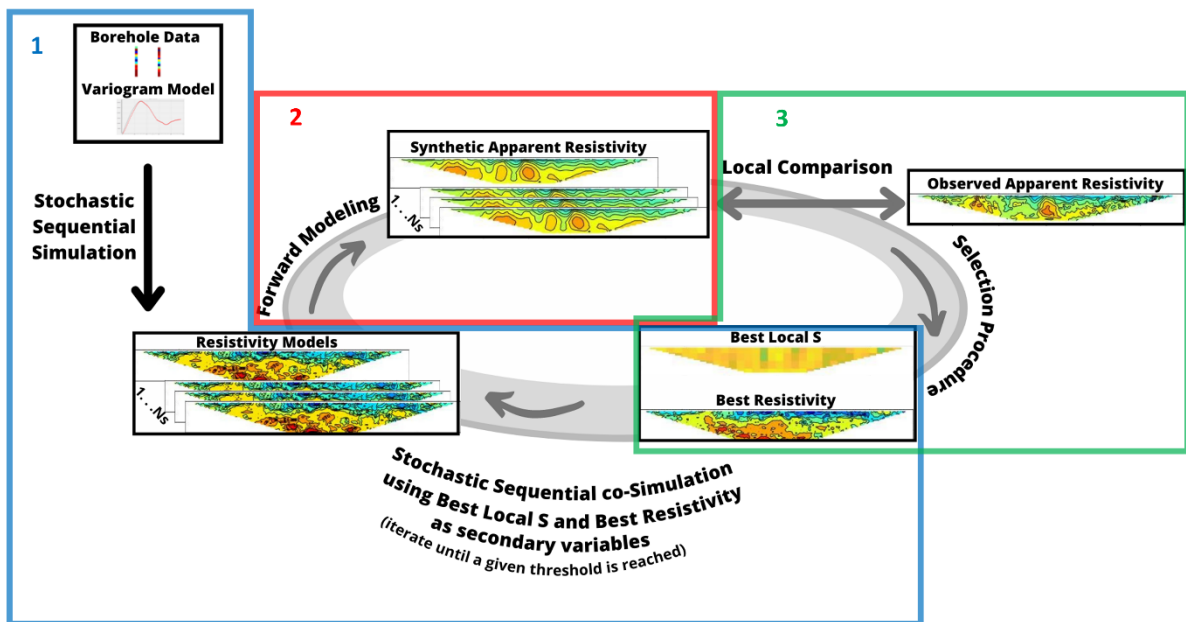 1
Borehole Data
Variogram Model
Stochastic
Sequential
Simulation
2
Synthetic Apparent Resistivity
1...Ns
Forward Modeling
3
Local Comparison
Observed Apparent Resistivity
Selection Procedure
Resistivity Models
1...Ns
Best Local S
Best Resistivity
Stochastic Sequential co-Simulation
using Best Local S and Best Resistivity
as secondary variables
(iterate until a given threshold is reached)